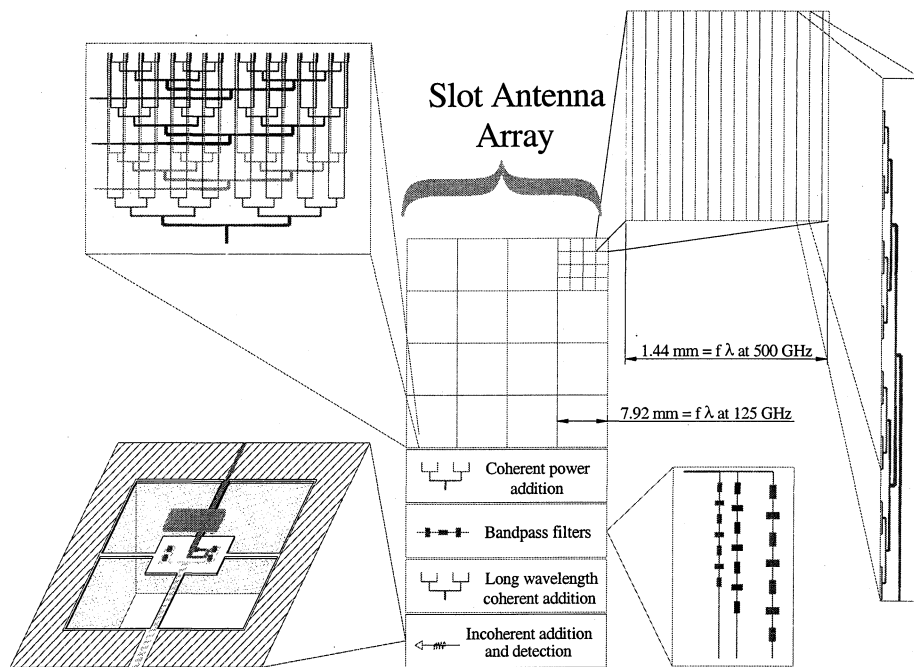 Slot Antenna
Array
1.44 mm = f λ at 500 GHz
7.92 mm = f λ at 125 GHz
Coherent power
addition
Bandpass filters
Long wavelength
coherent addition
Incoherent addition
and detection